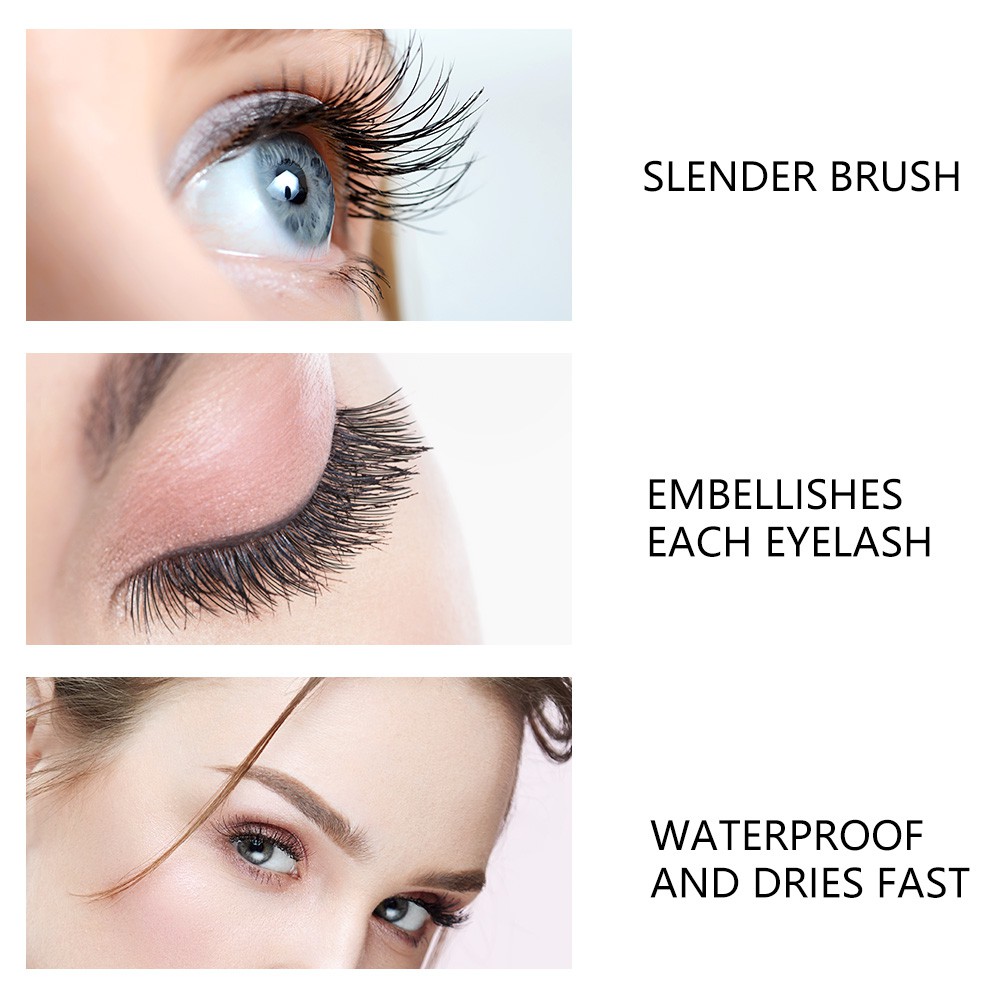 SLENDER BRUSH
EMBELLISHES
EACH EYELASH
WATERPROOF
AND DRIES FAST